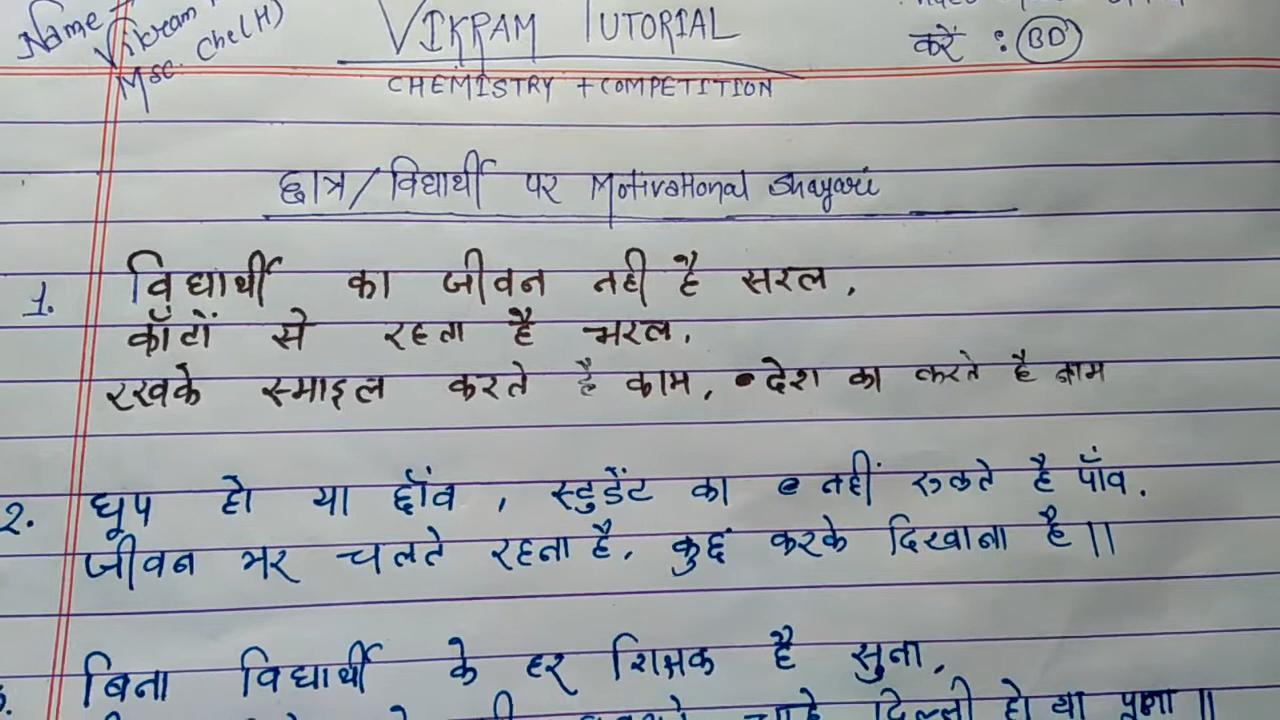 Name Vikram
Msc. Che(H)
VIKRAM TUTORIAL
CHEMISTRY + COMPETITION
करें : BD
छात्र/विद्यार्थी पर Motivational Shayari
1. विद्यार्थी का जीवन नही है सरल,
काँटों से रहता है भरल,
रखके स्माइल करते है काम, देश का करते है नाम
2. धूप हो या छाँव, स्टुडेंट का नहीं रुकते है पाँव.
जीवन भर चलते रहना है, कुछ करके दिखाना है ||
बिना विद्यार्थी के हर शिक्षक है सुना,
चाहे दिल्ली हो या पूणा ||